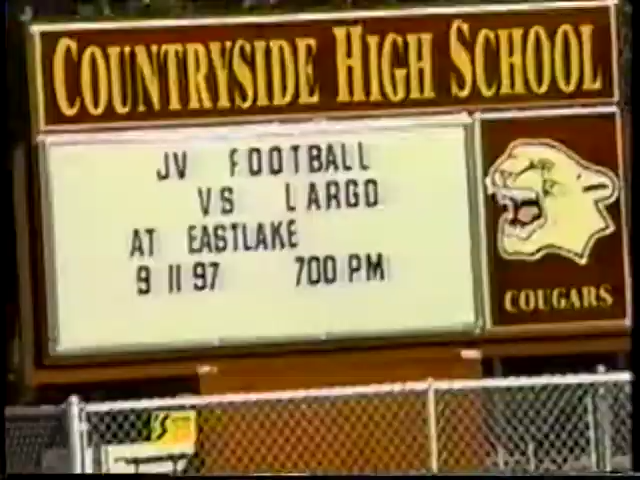 COUNTRYSIDE HIGH SCHOOL
JV FOOTBALL
VS LARGO
AT EASTLAKE
9 11 97 700 PM
COUGARS